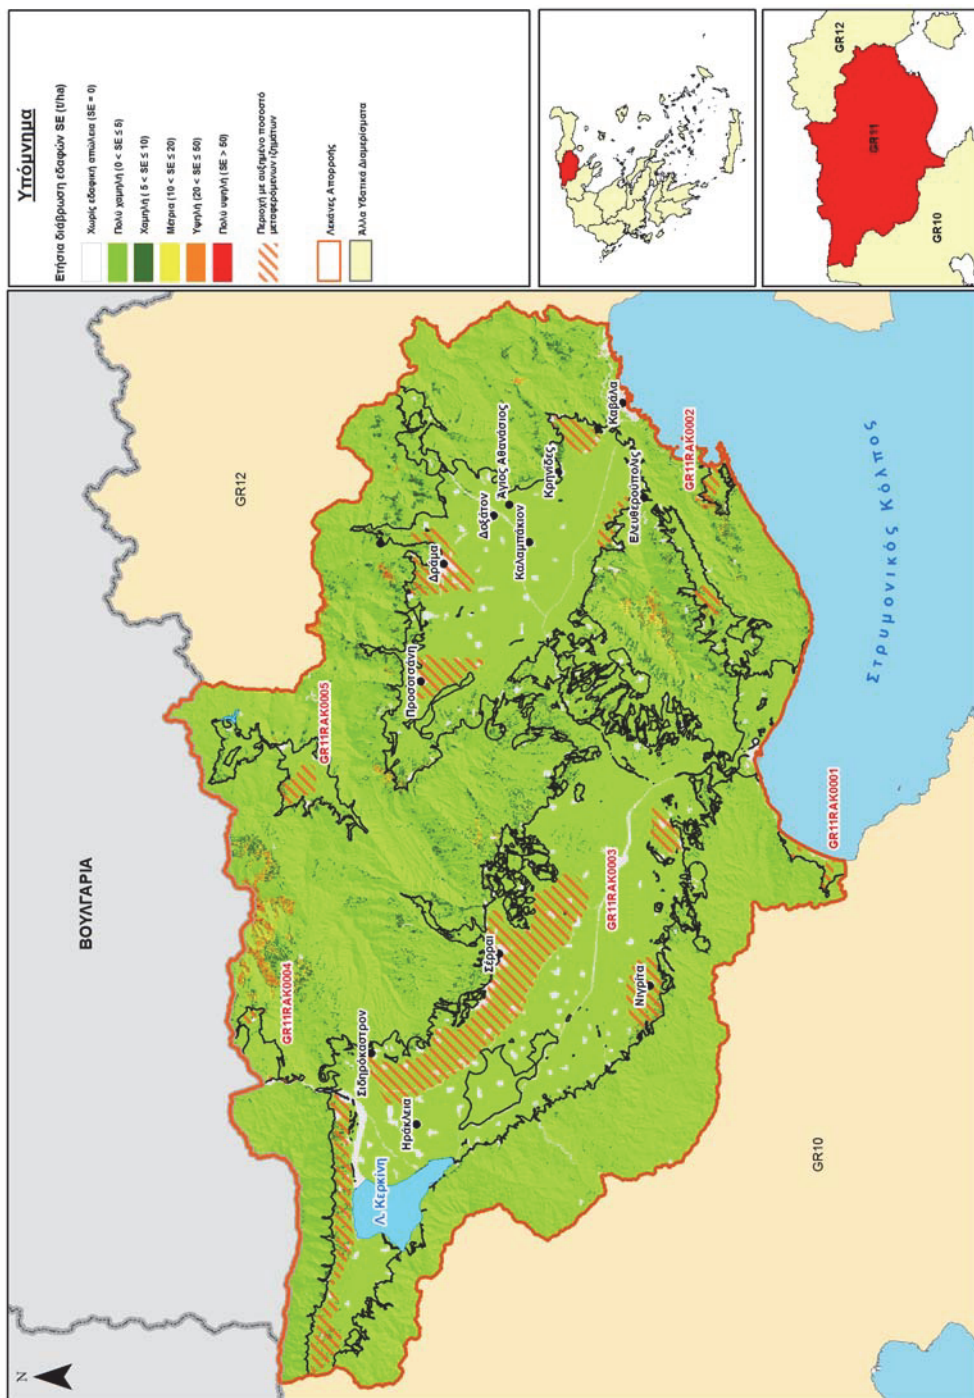 N
ΒΟΥΛΓΑΡΙΑ
GR12
GR11RAK0004
GR11RAK0005
Σιδηρόκαστρον
Ηράκλεια
Λ. Κερκίνη
Σέρραι
Νιγρίτα
GR11RAK0003
Προσοτσάνη
Δράμα
Δοξάτον
Άγιος Αθανάσιος
Καλαμπάκιον
Κρηνίδες
Ελευθερούπολις
Καβάλα
GR11RAK0002
GR11RAK0001
Στρυμονικός Κόλπος
GR10
Υπόμνημα
Ετήσια διάβρωση εδαφών SE (t/ha)
Χωρίς εδαφική απώλεια (SE = 0)
Πολύ χαμηλή (0 < SE ≤ 5)
Χαμηλή ( 5 < SE ≤ 10)
Μέτρια (10 < SE ≤ 20)
Υψηλή (20 < SE ≤ 50)
Πολύ υψηλή (SE > 50)
Περιοχή με αυξημένο ποσοστό
μεταφερόμενων ιζημάτων
Λεκάνες Απορροής
Άλλα Υδατικά Διαμερίσματα
GR12
GR11
GR10